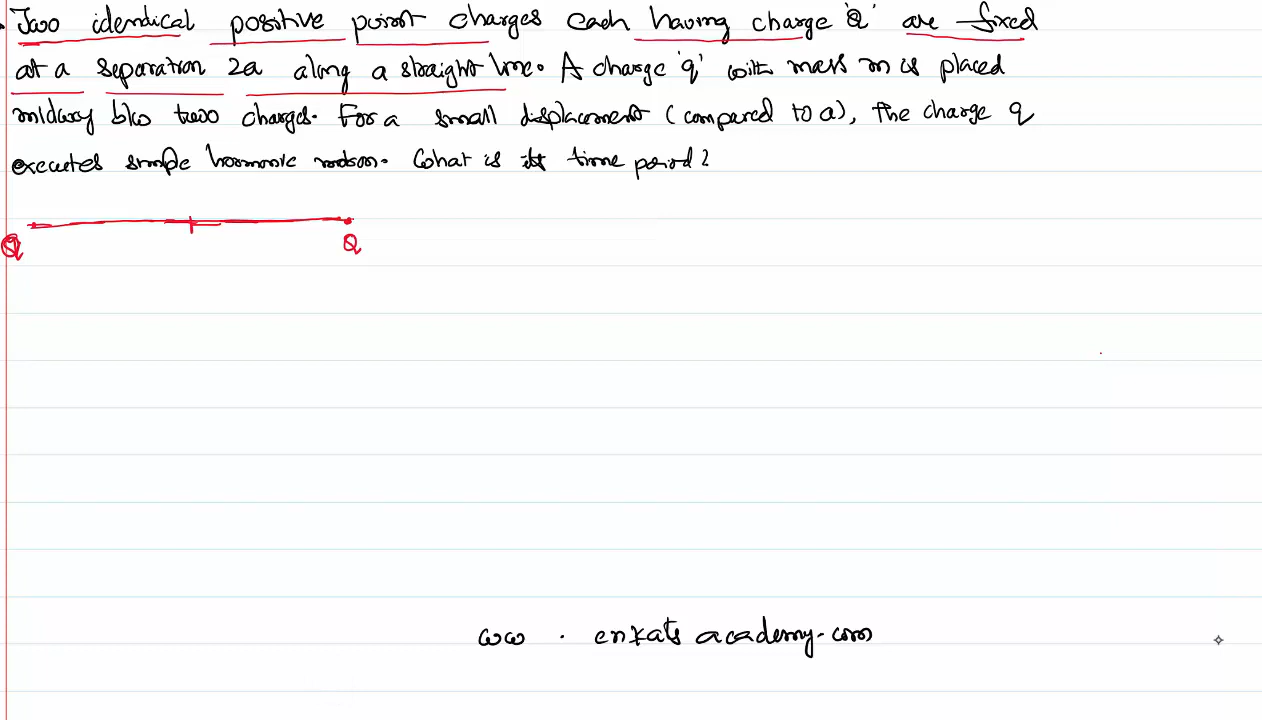 Two identical positive point charges each having charge 'Q' are fixed
at a separation 2a along a straight line. A charge 'q' with mass m is placed
midway b/w two charges. For a small displacement (compared to a), the charge q
executes simple harmonic motion. What is its time period?
Q Q
ww . enkats academy.com